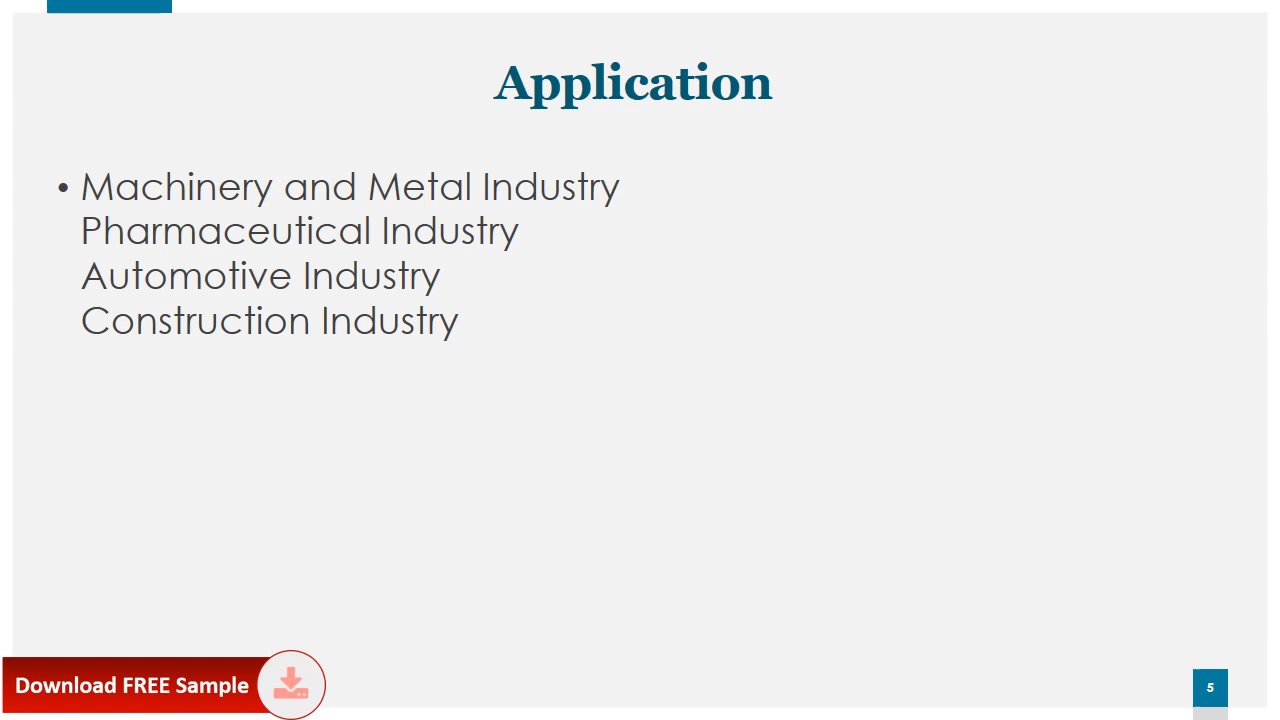 Application
• Machinery and Metal Industry
Pharmaceutical Industry
Automotive Industry
Construction Industry
Download FREE Sample
5